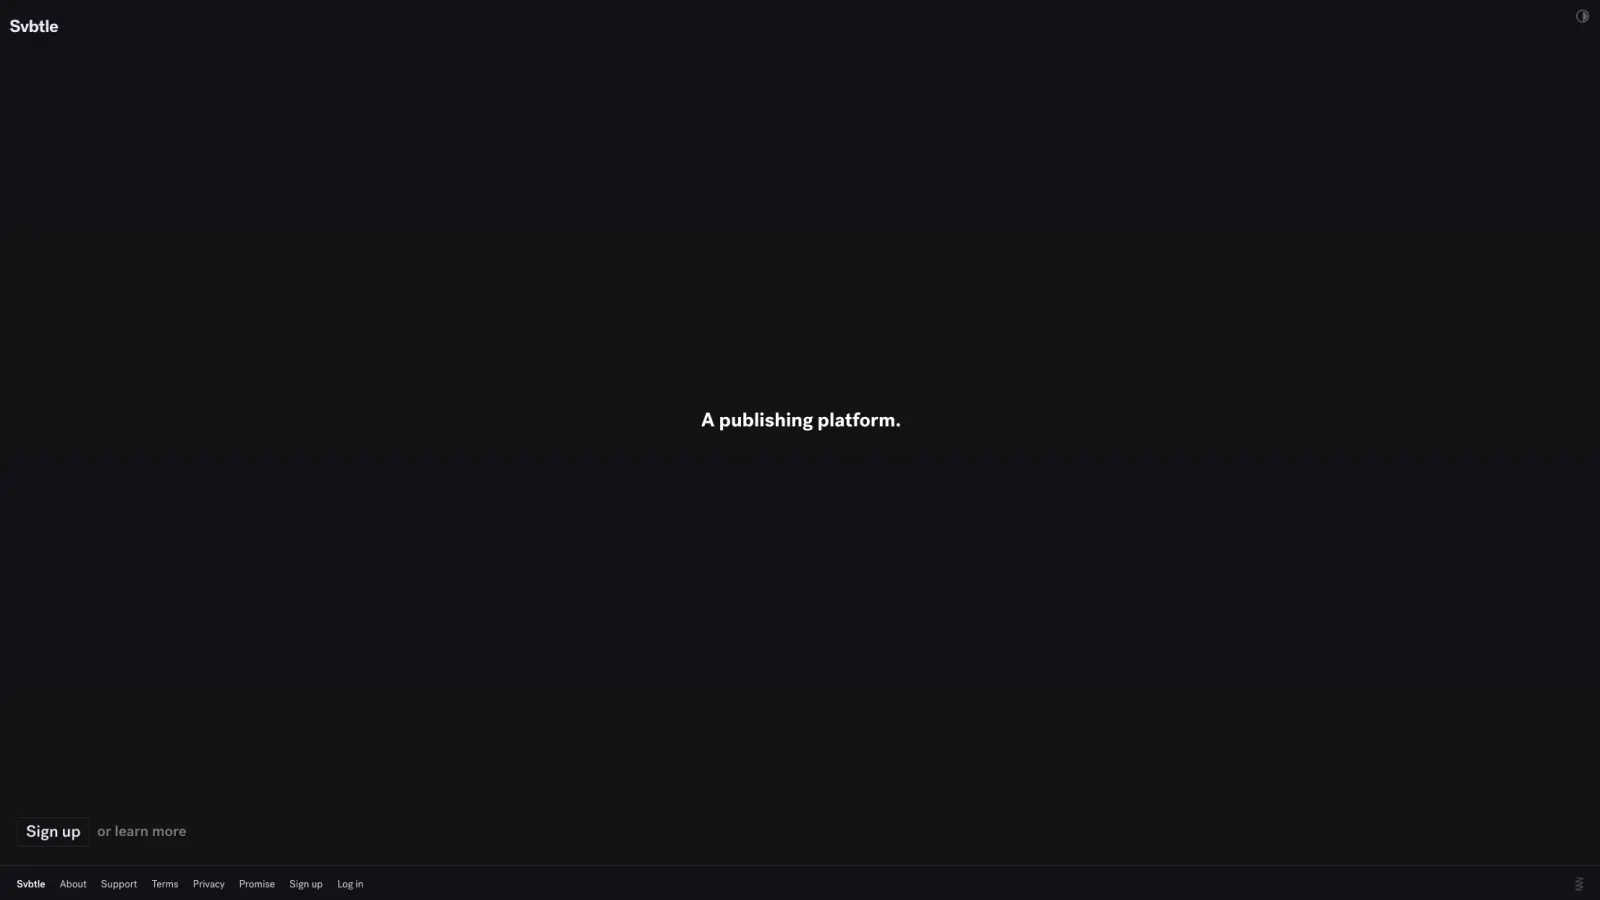 Svbtle
A publishing platform.
Sign up or learn more
Svbtle About Support Terms Privacy Promise Sign up Log in